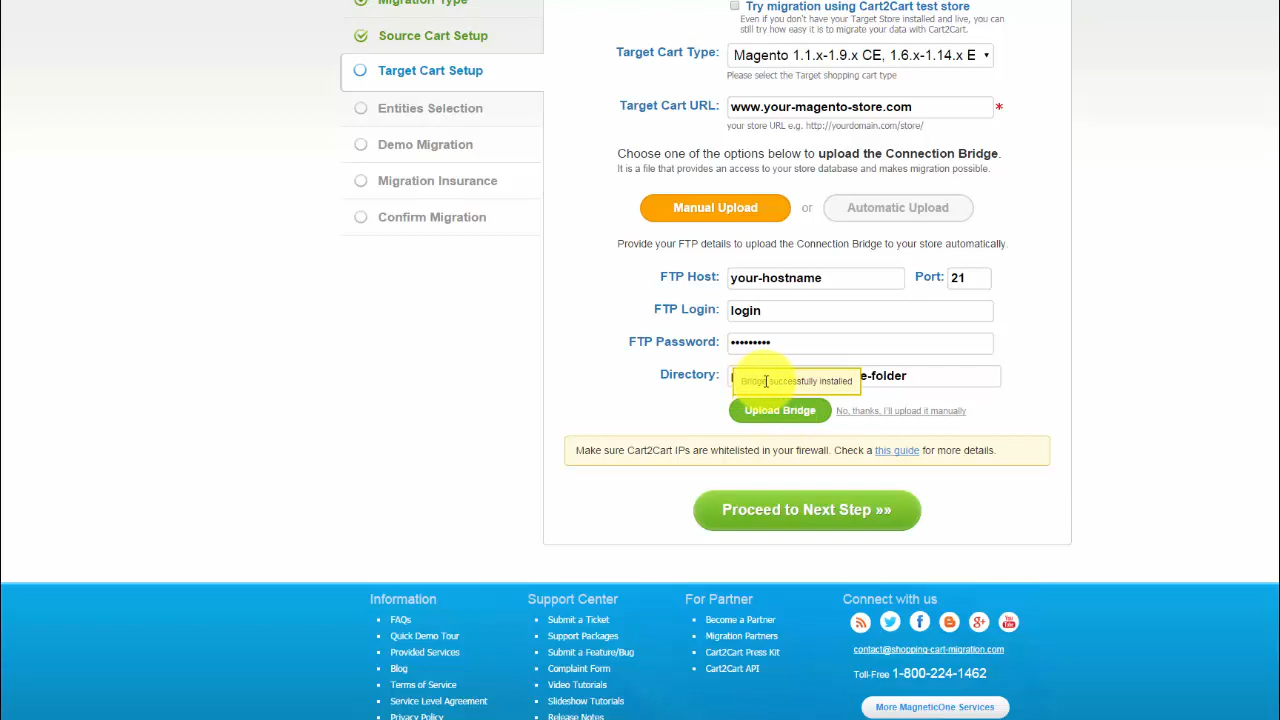 Migration Type
Source Cart Setup
Target Cart Setup
Entities Selection
Demo Migration
Migration Insurance
Confirm Migration
Try migration using Cart2Cart test store
Even if you don't have your Target Store installed and live, you can
still try how easy it is to migrate your data with Cart2Cart.
Target Cart Type: Magento 1.1.x-1.9.x CE, 1.6.x-1.14.x E
Please select the Target shopping cart type
Target Cart URL: www.your-magento-store.com *
your store URL e.g. http://yourdomain.com/store/
Choose one of the options below to upload the Connection Bridge.
It is a file that provides an access to your store database and makes migration possible.
Manual Upload or Automatic Upload
Provide your FTP details to upload the Connection Bridge to your store automatically.
FTP Host: your-hostname Port: 21
FTP Login: login
FTP Password: •••••••••
Directory: e-folder
Bridge successfully installed
Upload Bridge No, thanks, I'll upload it manually
Make sure Cart2Cart IPs are whitelisted in your firewall. Check a this guide for more details.
Proceed to Next Step »»
Information
FAQs
Quick Demo Tour
Provided Services
Blog
Terms of Service
Service Level Agreement
Privacy Policy
Support Center
Submit a Ticket
Support Packages
Submit a Feature/Bug
Complaint Form
Video Tutorials
Slideshow Tutorials
Release Notes
For Partner
Become a Partner
Migration Partners
Cart2Cart Press Kit
Cart2Cart API
Connect with us
contact@shopping-cart-migration.com
Toll-Free 1-800-224-1462
More MagneticOne Services